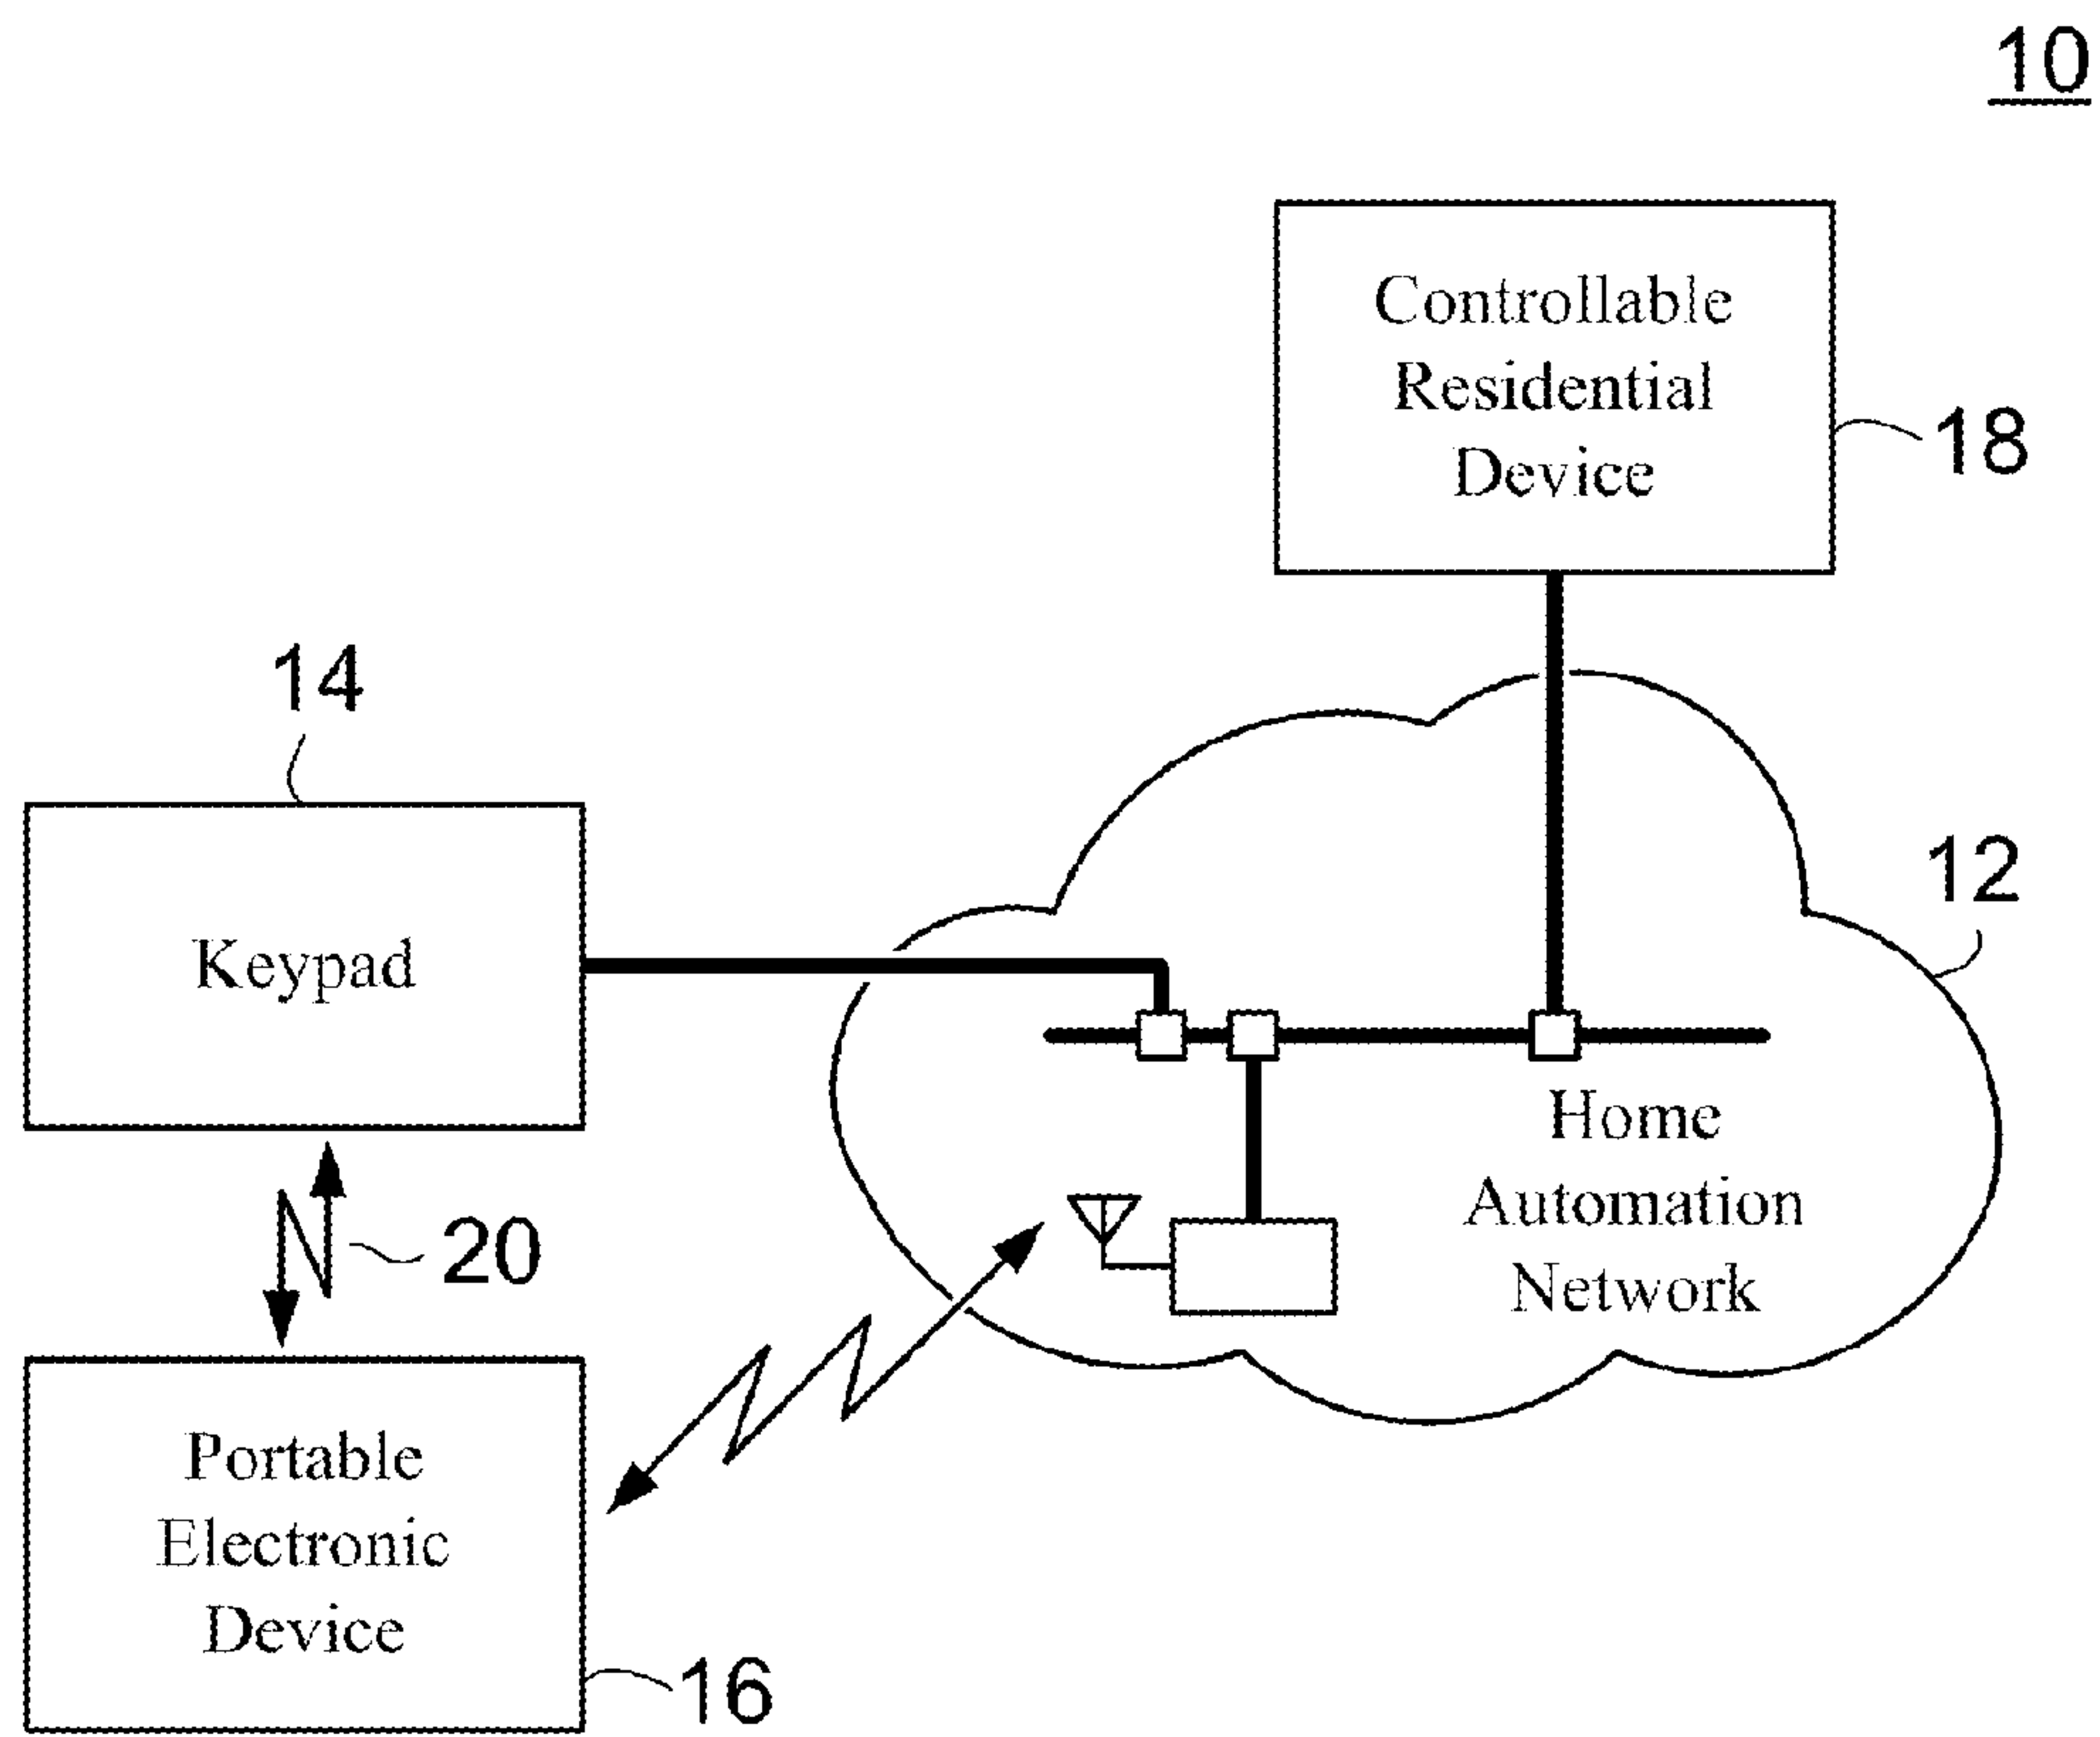 10
Controllable
Residential
Device
18
14
12
Keypad
Home
Automation
Network
20
Portable
Electronic
Device
16